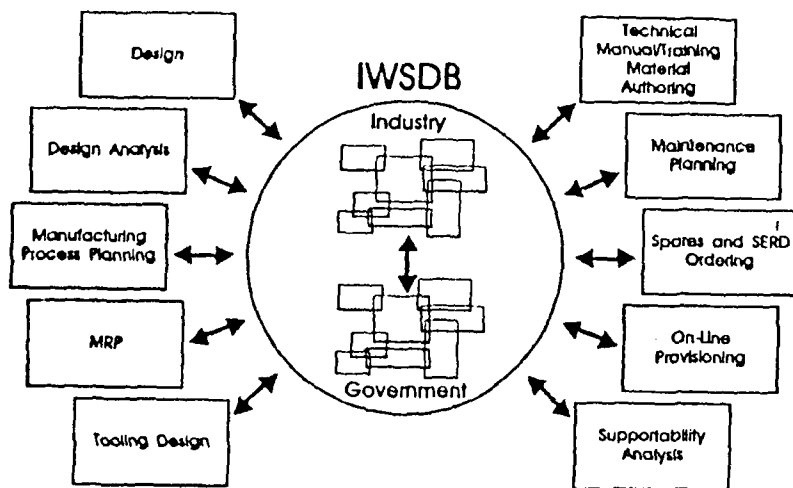 Design
Design Analysis
Manufacturing
Process Planning
MRP
Tooling Design
IWSDB
Industry
Government
Technical
Manual/Training
Material
Authoring
Maintenance
Planning
Spares and SERD
Ordering
On-Line
Provisioning
Supportability
Analysis